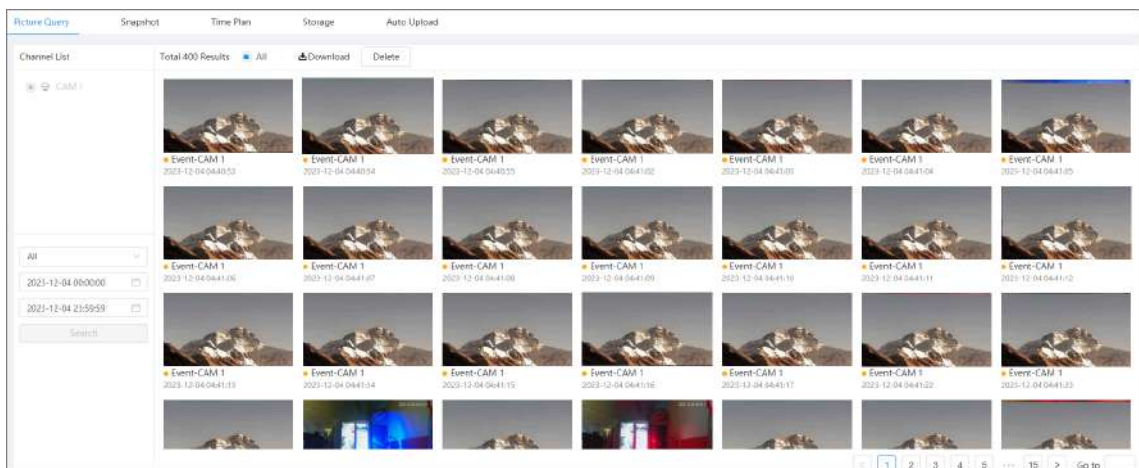 Picture Query Snapshot Time Plan Storage Auto Upload
Channel List Total 400 Results All Download Delete
CAM 1
Event-CAM 1 Event-CAM 1 Event-CAM 1 Event-CAM 1 Event-CAM 1 Event-CAM 1 Event-CAM 1
2023-12-04 04:40:53 2023-12-04 04:40:54 2023-12-04 04:40:55 2023-12-04 04:41:02 2023-12-04 04:41:03 2023-12-04 04:41:04 2023-12-04 04:41:05
All
Event-CAM 1 Event-CAM 1 Event-CAM 1 Event-CAM 1 Event-CAM 1 Event-CAM 1 Event-CAM 1
2023-12-04 04:41:06 2023-12-04 04:41:07 2023-12-04 04:41:08 2023-12-04 04:41:09 2023-12-04 04:41:10 2023-12-04 04:41:11 2023-12-04 04:41:12
2023-12-04 00:00:00
2023-12-04 23:59:59
Search
Event-CAM 1 Event-CAM 1 Event-CAM 1 Event-CAM 1 Event-CAM 1 Event-CAM 1 Event-CAM 1
2023-12-04 04:41:13 2023-12-04 04:41:14 2023-12-04 04:41:15 2023-12-04 04:41:16 2023-12-04 04:41:17 2023-12-04 2023-12-04
< 1 2 3 4 5 ··· 15 > Go to